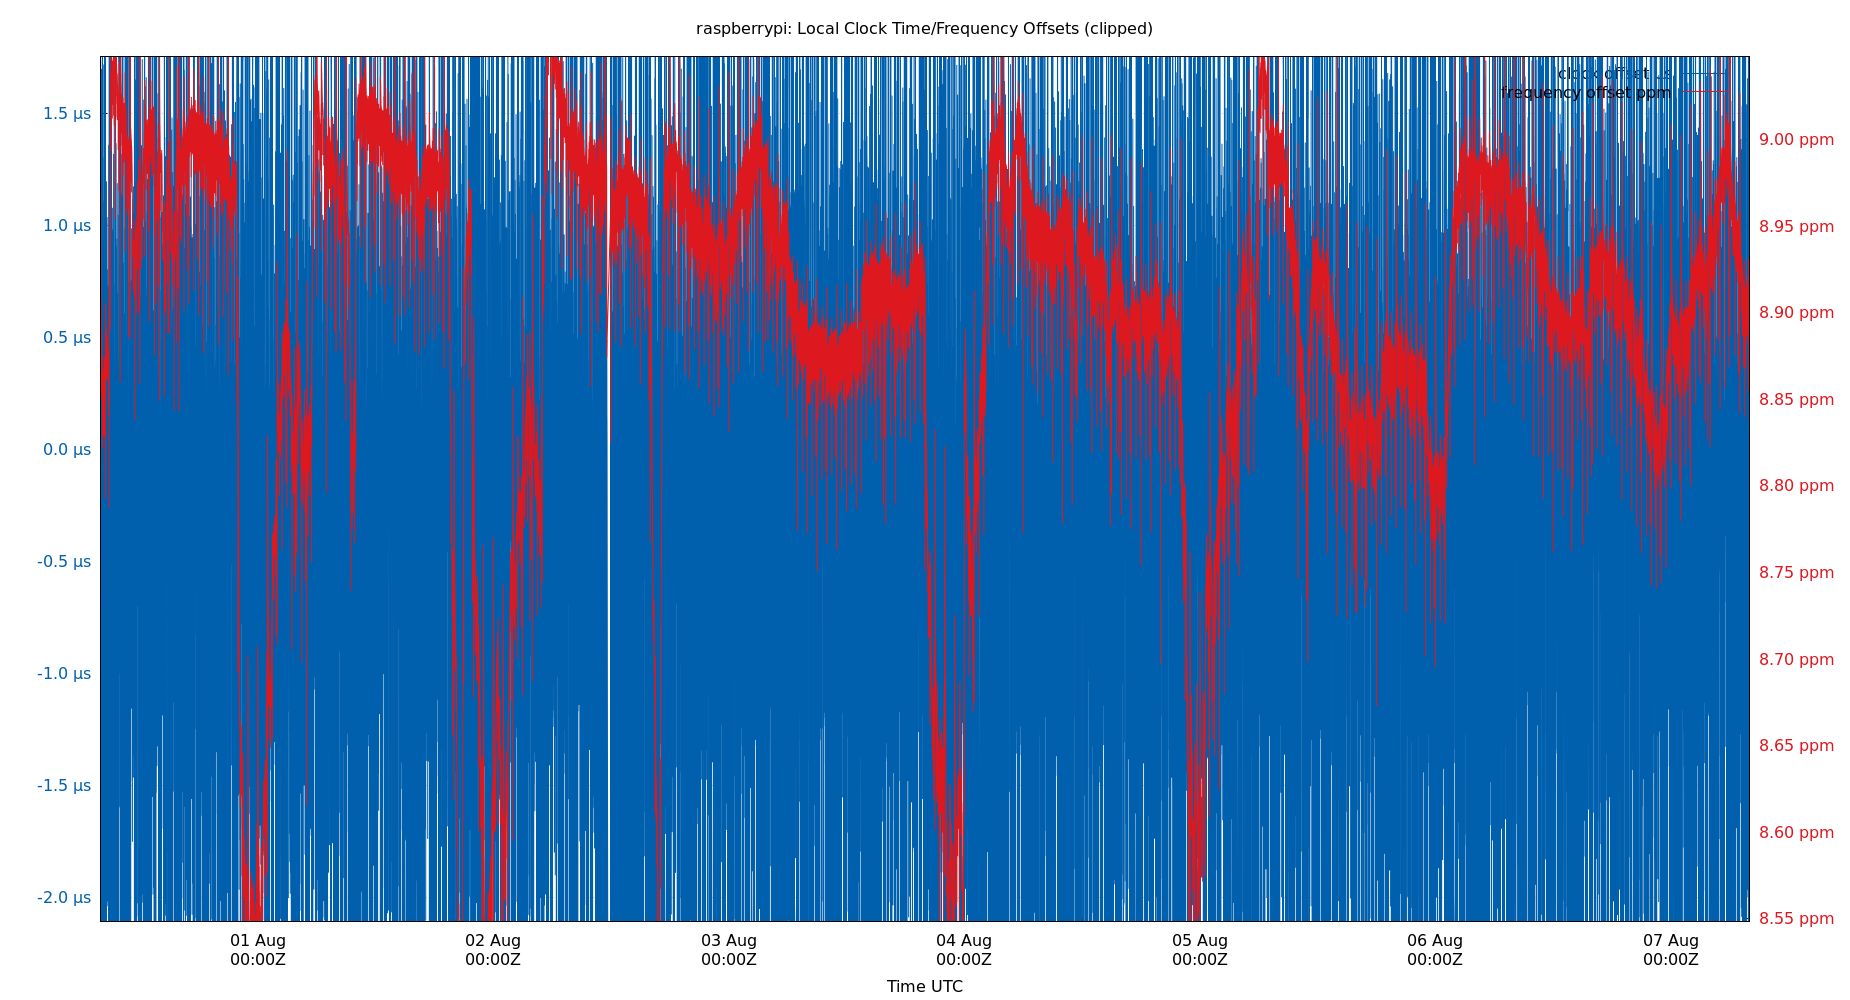 raspberrypi: Local Clock Time/Frequency Offsets (clipped)
clock offset µs
frequency offset ppm
1.5 µs
1.0 µs
0.5 µs
0.0 µs
-0.5 µs
-1.0 µs
-1.5 µs
-2.0 µs
9.00 ppm
8.95 ppm
8.90 ppm
8.85 ppm
8.80 ppm
8.75 ppm
8.70 ppm
8.65 ppm
8.60 ppm
8.55 ppm
01 Aug
00:00Z
02 Aug
00:00Z
03 Aug
00:00Z
04 Aug
00:00Z
05 Aug
00:00Z
06 Aug
00:00Z
07 Aug
00:00Z
Time UTC